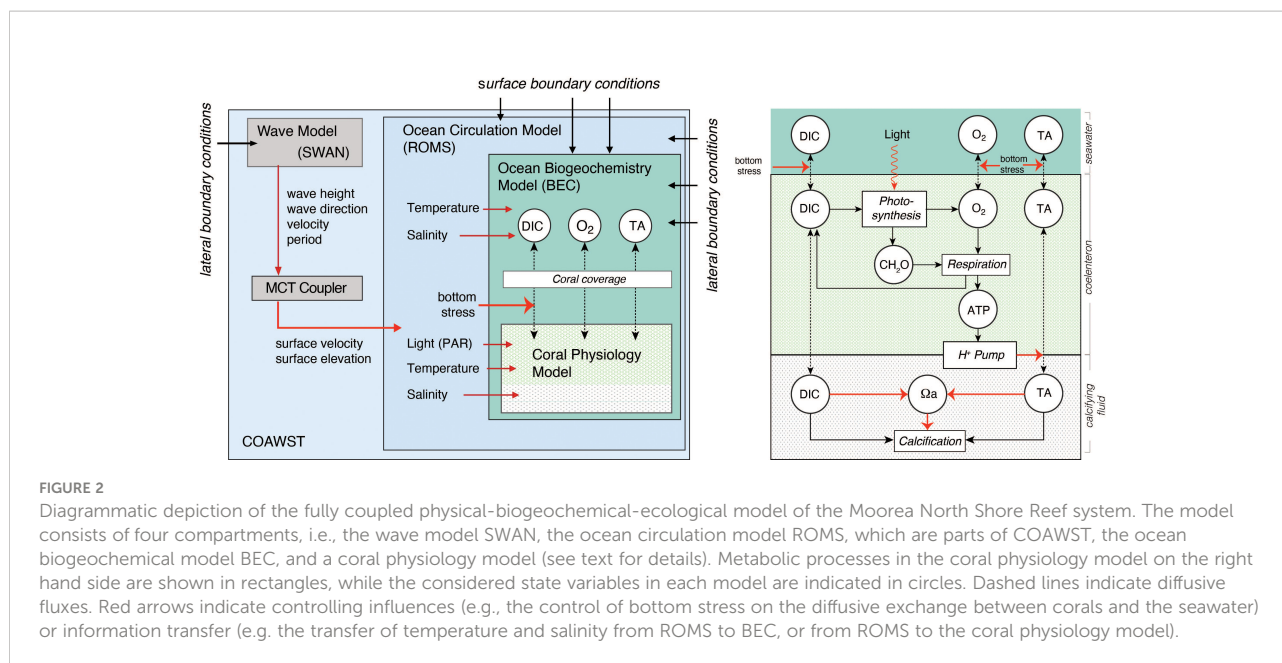 surface boundary conditions
lateral boundary conditions
Wave Model
(SWAN)
wave height
wave direction
velocity
period
MCT Coupler
surface velocity
surface elevation
COAWST
Ocean Circulation Model
(ROMS)
Ocean Biogeochemistry
Model (BEC)
Temperature
Salinity
DIC
O2
TA
Coral coverage
bottom
stress
Light (PAR)
Temperature
Salinity
Coral Physiology
Model
lateral boundary conditions
DIC
Light
O2
TA
bottom
stress
bottom
stress
seawater
DIC
Photo-
synthesis
O2
TA
CH2O
Respiration
ATP
H+ Pump
coelenteron
DIC
Ωa
TA
Calcification
calcifying
fluid
FIGURE 2
Diagrammatic depiction of the fully coupled physical-biogeochemical-ecological model of the Moorea North Shore Reef system. The model
consists of four compartments, i.e., the wave model SWAN, the ocean circulation model ROMS, which are parts of COAWST, the ocean
biogeochemical model BEC, and a coral physiology model (see text for details). Metabolic processes in the coral physiology model on the right
hand side are shown in rectangles, while the considered state variables in each model are indicated in circles. Dashed lines indicate diffusive
fluxes. Red arrows indicate controlling influences (e.g., the control of bottom stress on the diffusive exchange between corals and the seawater)
or information transfer (e.g. the transfer of temperature and salinity from ROMS to BEC, or from ROMS to the coral physiology model).